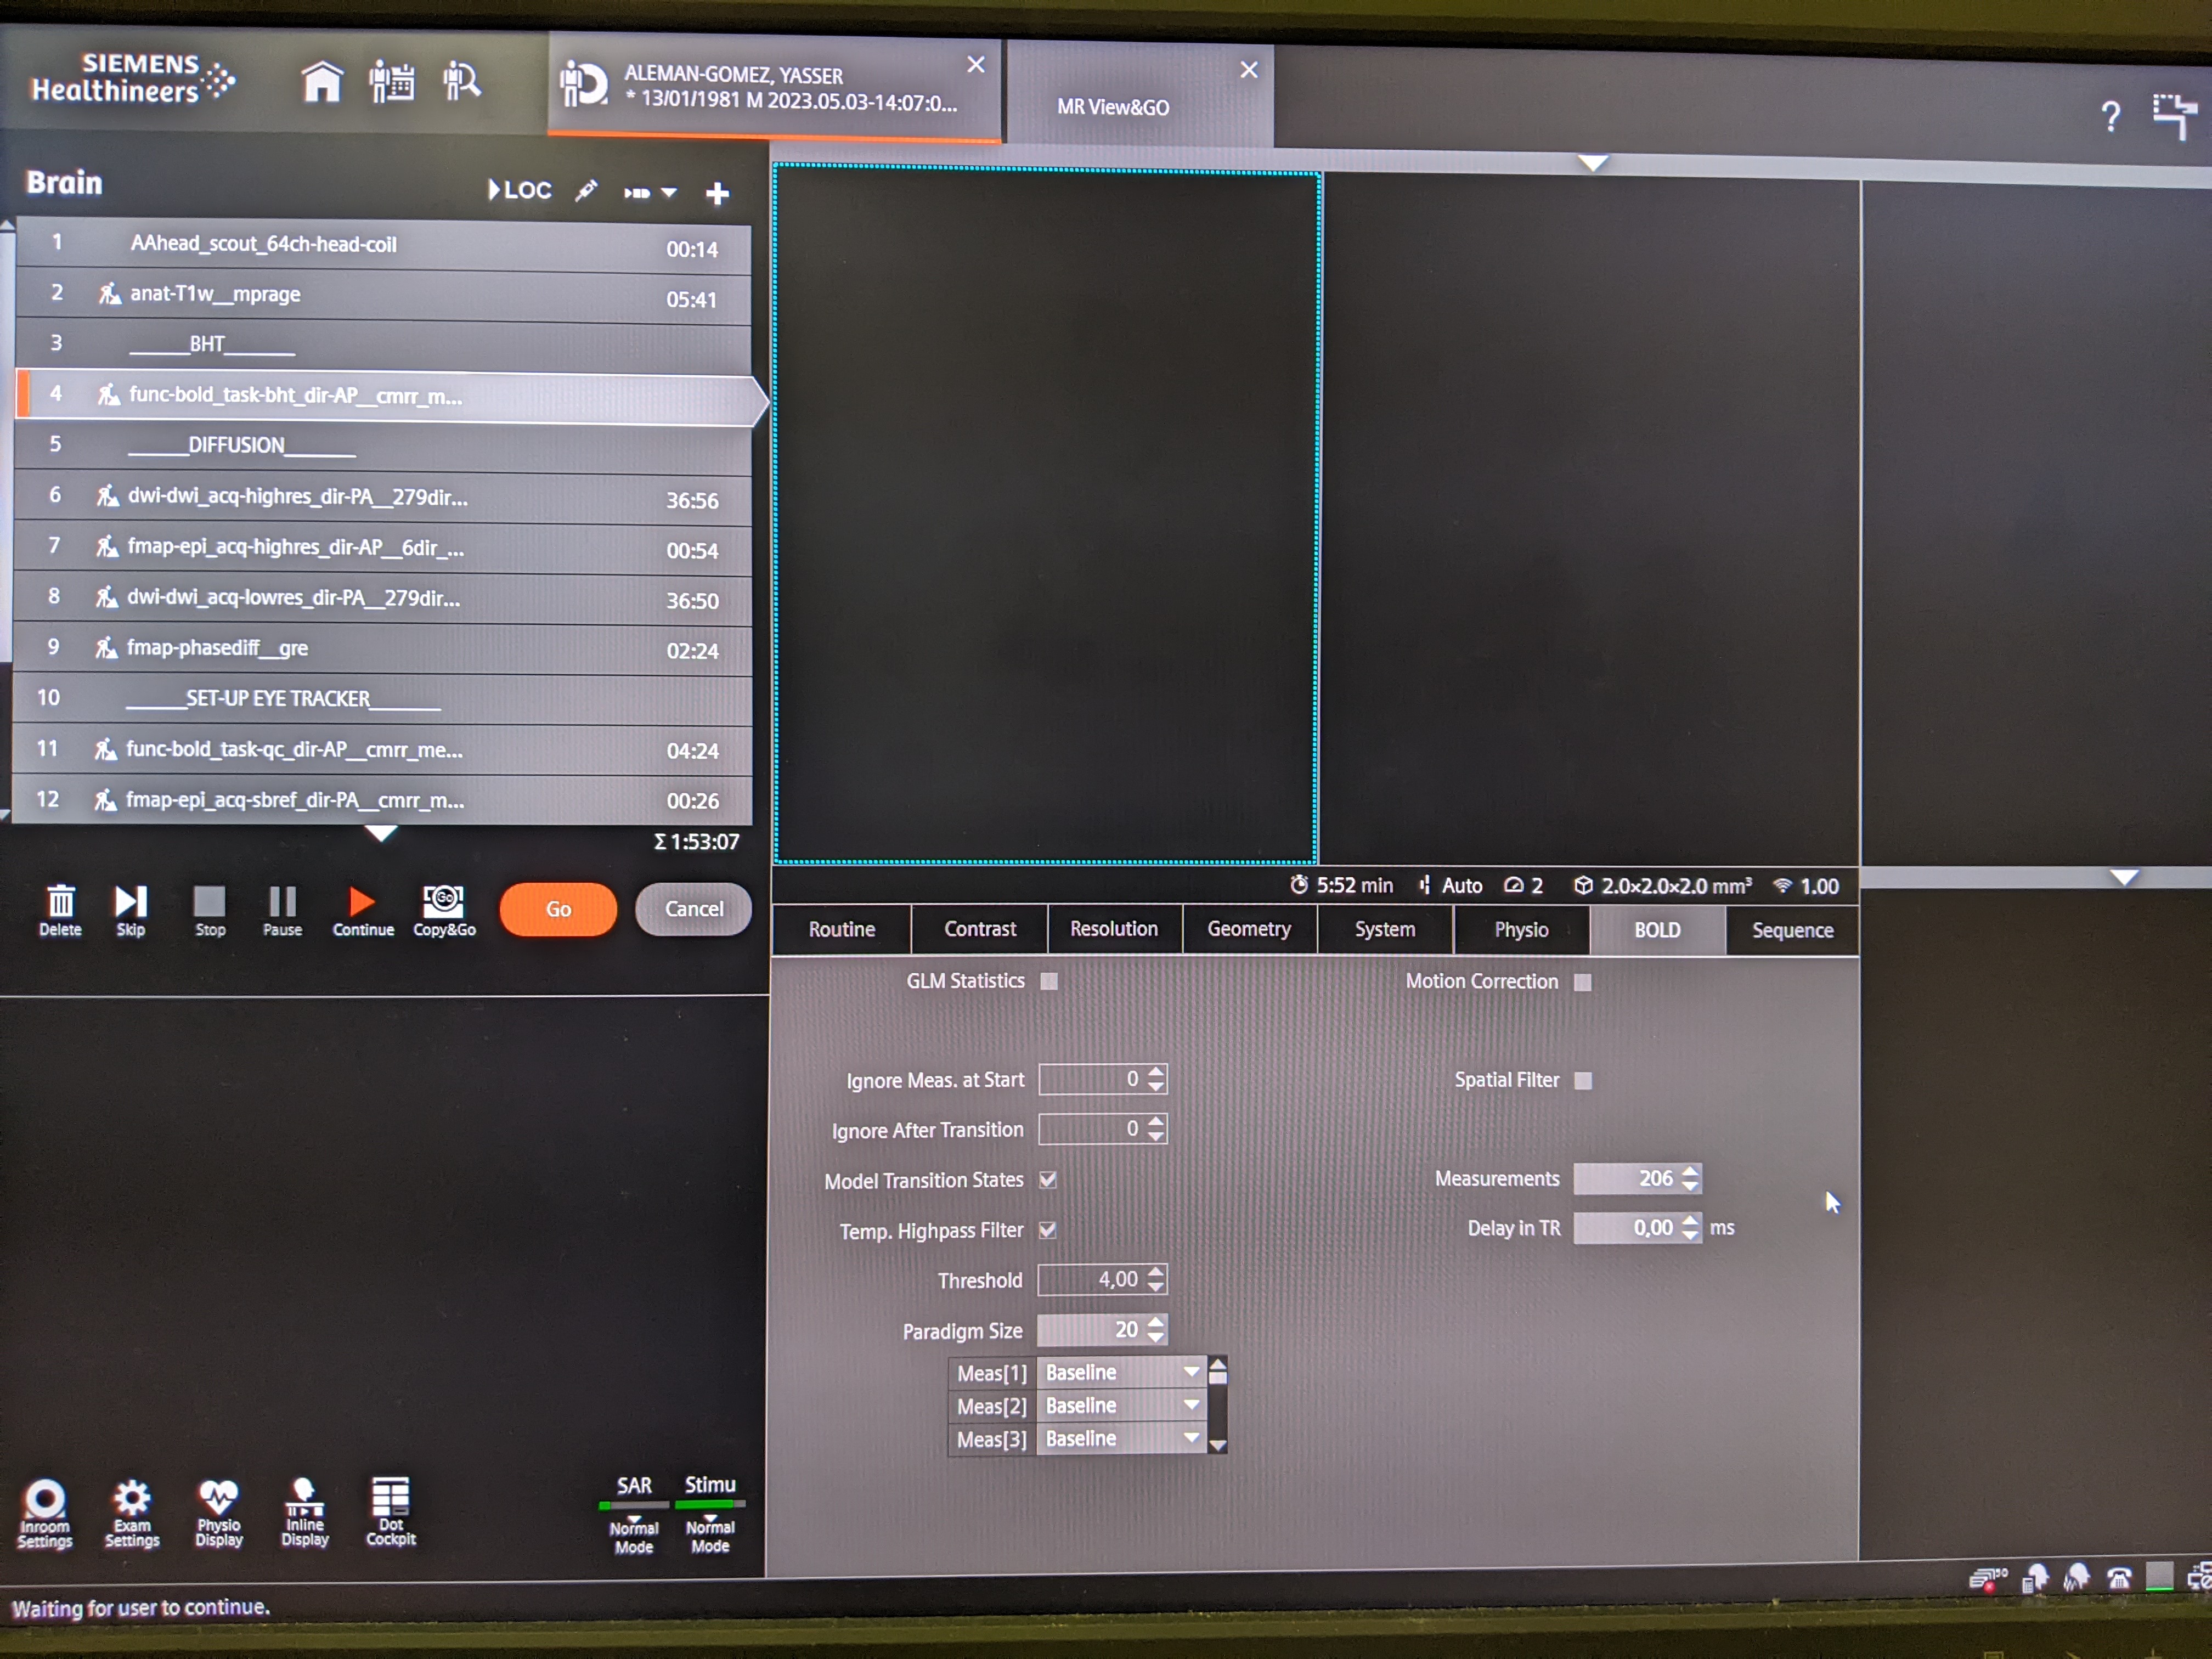 SIEMENS
Healthineers
ALEMAN-GOMEZ, YASSER
* 13/01/1981 M 2023.05.03-14:07:0...
MR View&GO
?
Brain
LOC
1 AAhead_scout_64ch-head-coil 00:14
2 anat-T1w__mprage 05:41
3 ______BHT_______
4 func-bold_task-bht_dir-AP__cmrr_m...
5 ______DIFFUSION_______
6 dwi-dwi_acq-highres_dir-PA__279dir... 36:56
7 fmap-epi_acq-highres_dir-AP__6dir_... 00:54
8 dwi-dwi_acq-lowres_dir-PA__279dir... 36:50
9 fmap-phasediff__gre 02:24
10 ______SET-UP EYE TRACKER_______
11 func-bold_task-qc_dir-AP__cmrr_me... 04:24
12 fmap-epi_acq-sbref_dir-PA__cmrr_m... 00:26
Σ 1:53:07
Delete Skip Stop Pause Continue Copy&Go Go Cancel
5:52 min Auto 2 2.0×2.0×2.0 mm³ 1.00
Routine Contrast Resolution Geometry System Physio BOLD Sequence
GLM Statistics Motion Correction
Ignore Meas. at Start 0 Spatial Filter
Ignore After Transition 0
Model Transition States Measurements 206
Temp. Highpass Filter Delay in TR 0,00 ms
Threshold 4,00
Paradigm Size 20
Meas[1] Baseline
Meas[2] Baseline
Meas[3] Baseline
Inroom Settings
Exam Settings
Physio Display
Inline Display
Dot Cockpit
SAR Normal Mode
Stimu Normal Mode
Waiting for user to continue.